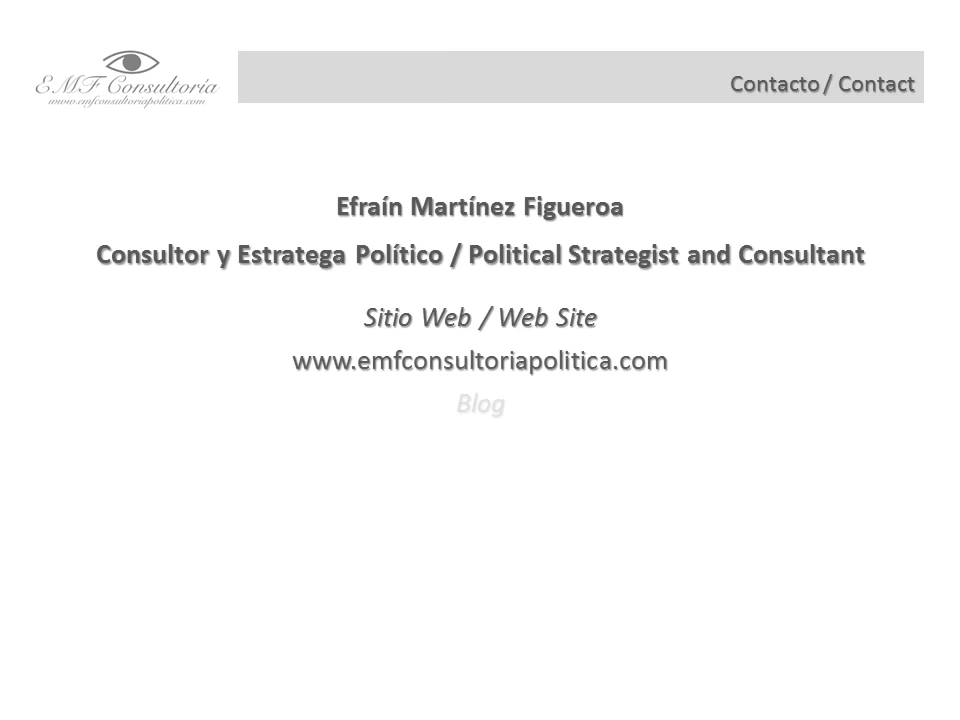 EMF Consultoría
www.emfconsultoriapolitica.com
Contacto / Contact
Efraín Martínez Figueroa
Consultor y Estratega Político / Political Strategist and Consultant
Sitio Web / Web Site
www.emfconsultoriapolitica.com
Blog